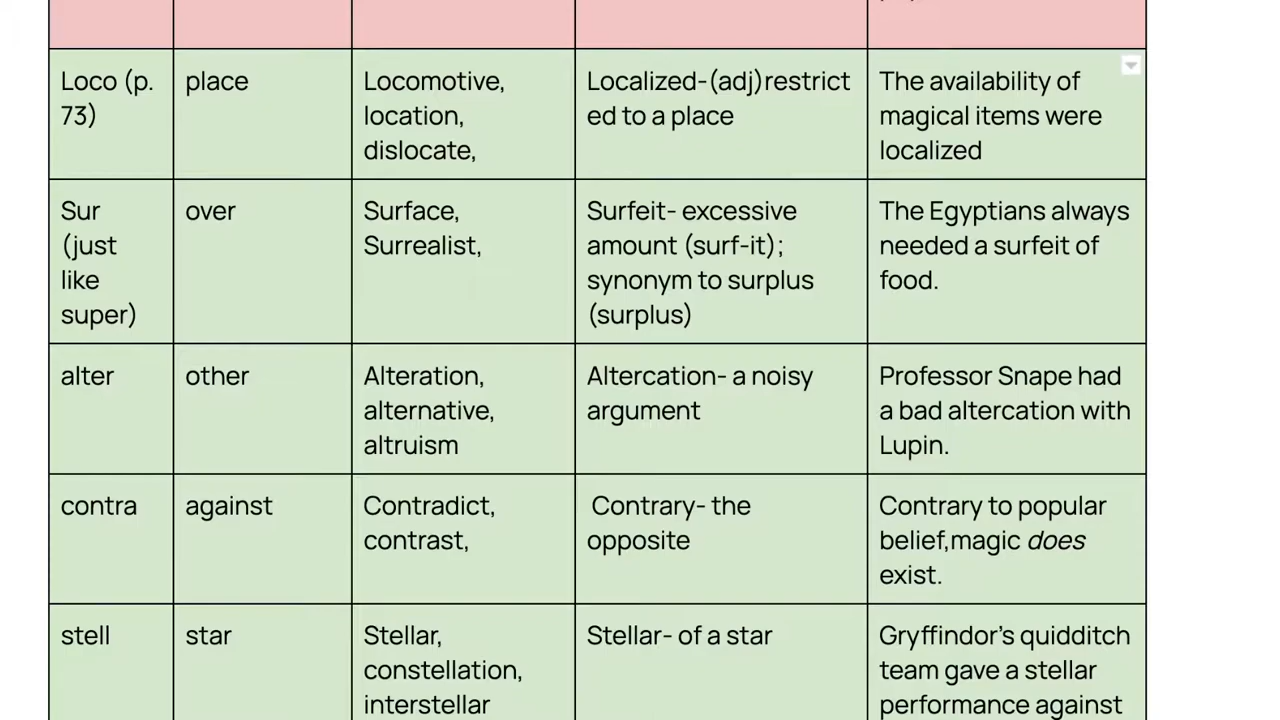 Loco (p.
73)
place
Locomotive,
location,
dislocate,
Localized-(adj)restrict
ed to a place
The availability of
magical items were
localized
Sur
(just
like
super)
over
Surface,
Surrealist,
Surfeit- excessive
amount (surf-it);
synonym to surplus
(surplus)
The Egyptians always
needed a surfeit of
food.
alter
other
Alteration,
alternative,
altruism
Altercation- a noisy
argument
Professor Snape had
a bad altercation with
Lupin.
contra
against
Contradict,
contrast,
Contrary- the
opposite
Contrary to popular
belief,magic does
exist.
stell
star
Stellar,
constellation,
interstellar
Stellar- of a star
Gryffindor’s quidditch
team gave a stellar
performance against